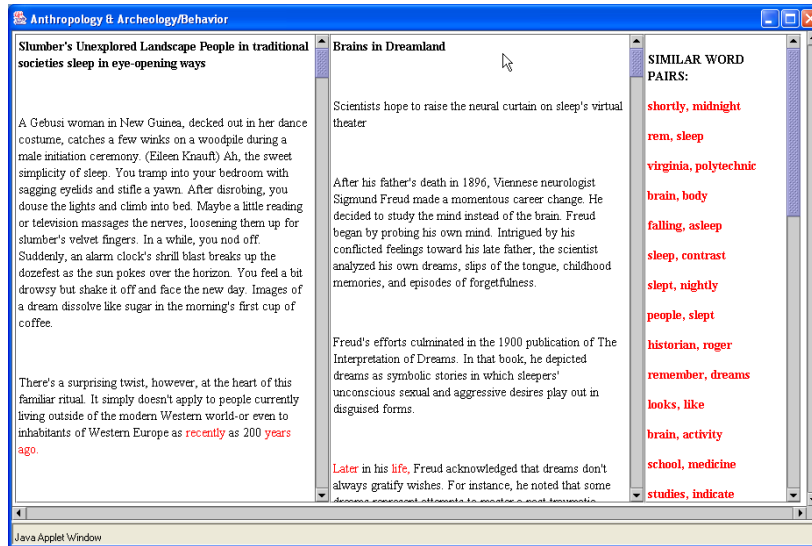 Anthropology & Archeology/Behavior
Slumber's Unexplored Landscape People in traditional
societies sleep in eye-opening ways
A Gebusi woman in New Guinea, decked out in her dance
costume, catches a few winks on a woodpile during a
male initiation ceremony. (Eileen Knauft) Ah, the sweet
simplicity of sleep. You tramp into your bedroom with
sagging eyelids and stifle a yawn. After disrobing, you
douse the lights and climb into bed. Maybe a little reading
or television massages the nerves, loosening them up for
slumber's velvet fingers. In a while, you nod off.
Suddenly, an alarm clock's shrill blast breaks up the
dozefest as the sun pokes over the horizon. You feel a bit
drowsy but shake it off and face the new day. Images of
a dream dissolve like sugar in the morning's first cup of
coffee.
There's a surprising twist, however, at the heart of this
familiar ritual. It simply doesn't apply to people currently
living outside of the modern Western world-or even to
inhabitants of Western Europe as recently as 200 years
ago.
Brains in Dreamland
Scientists hope to raise the neural curtain on sleep's virtual
theater
After his father's death in 1896, Viennese neurologist
Sigmund Freud made a momentous career change. He
decided to study the mind instead of the brain. Freud
began by probing his own mind. Intrigued by his
conflicted feelings toward his late father, the scientist
analyzed his own dreams, slips of the tongue, childhood
memories, and episodes of forgetfulness.
Freud's efforts culminated in the 1900 publication of The
Interpretation of Dreams. In that book, he depicted
dreams as symbolic stories in which sleepers'
unconscious sexual and aggressive desires play out in
disguised forms.
Later in his life, Freud acknowledged that dreams don't
always gratify wishes. For instance, he noted that some
dreams represent attempts to master a past traumatic
SIMILAR WORD
PAIRS:
shortly, midnight
rem, sleep
virginia, polytechnic
brain, body
falling, asleep
sleep, contrast
slept, nightly
people, slept
historian, roger
remember, dreams
looks, like
brain, activity
school, medicine
studies, indicate
Java Applet Window